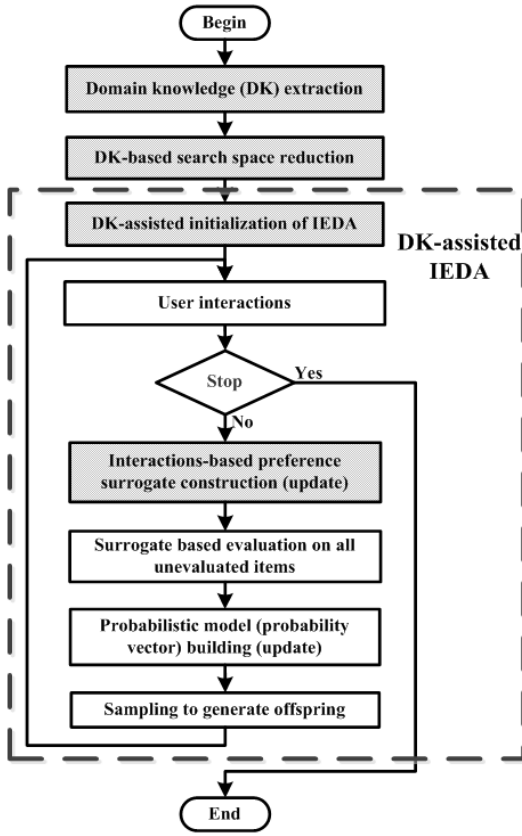 Begin
Domain knowledge (DK) extraction
DK-based search space reduction
DK-assisted initialization of IEDA
DK-assisted
IEDA
User interactions
Stop
Yes
No
Interactions-based preference
surrogate construction (update)
Surrogate based evaluation on all
unevaluated items
Probabilistic model (probability
vector) building (update)
Sampling to generate offspring
End